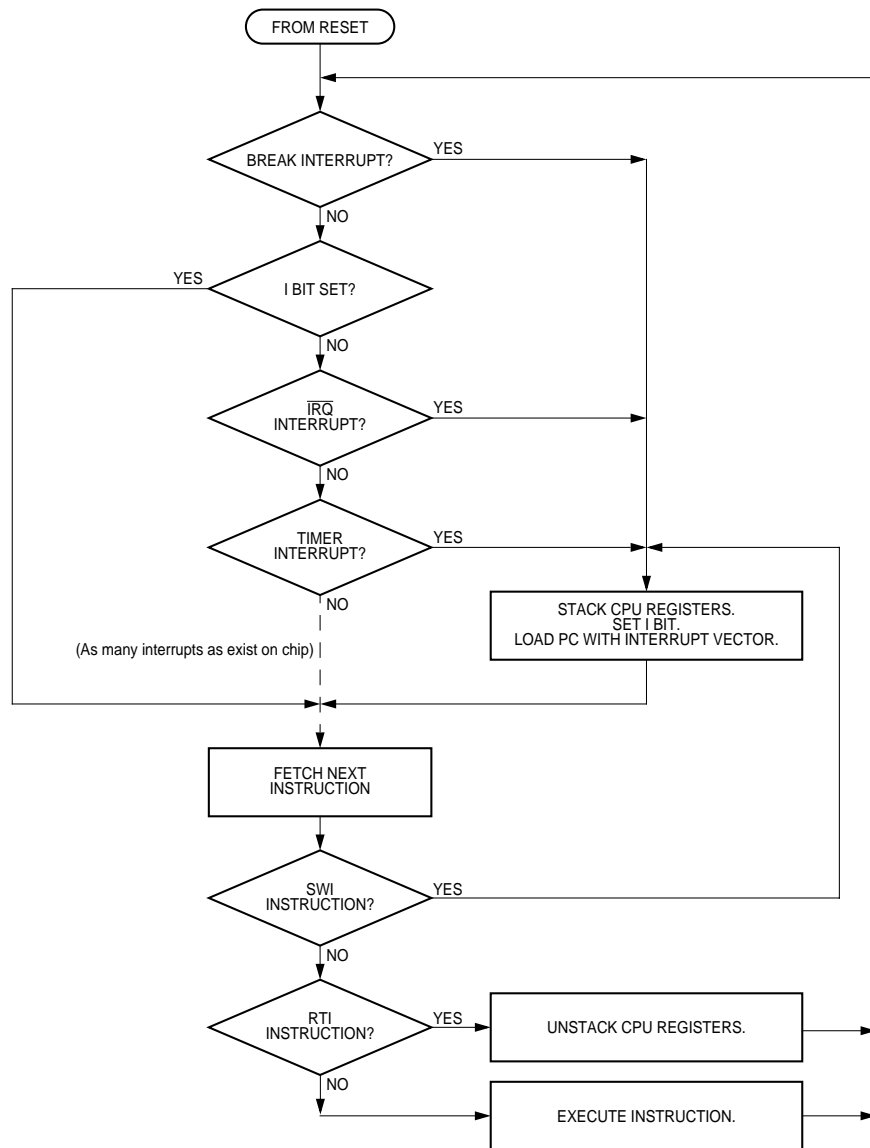 FROM RESET
BREAK INTERRUPT?
YES
NO
YES
I BIT SET?
NO
IRQ
INTERRUPT?
YES
NO
TIMER
INTERRUPT?
YES
NO
STACK CPU REGISTERS.
SET I BIT.
LOAD PC WITH INTERRUPT VECTOR.
(As many interrupts as exist on chip)
FETCH NEXT
INSTRUCTION
SWI
INSTRUCTION?
YES
NO
RTI
INSTRUCTION?
YES
UNSTACK CPU REGISTERS.
NO
EXECUTE INSTRUCTION.